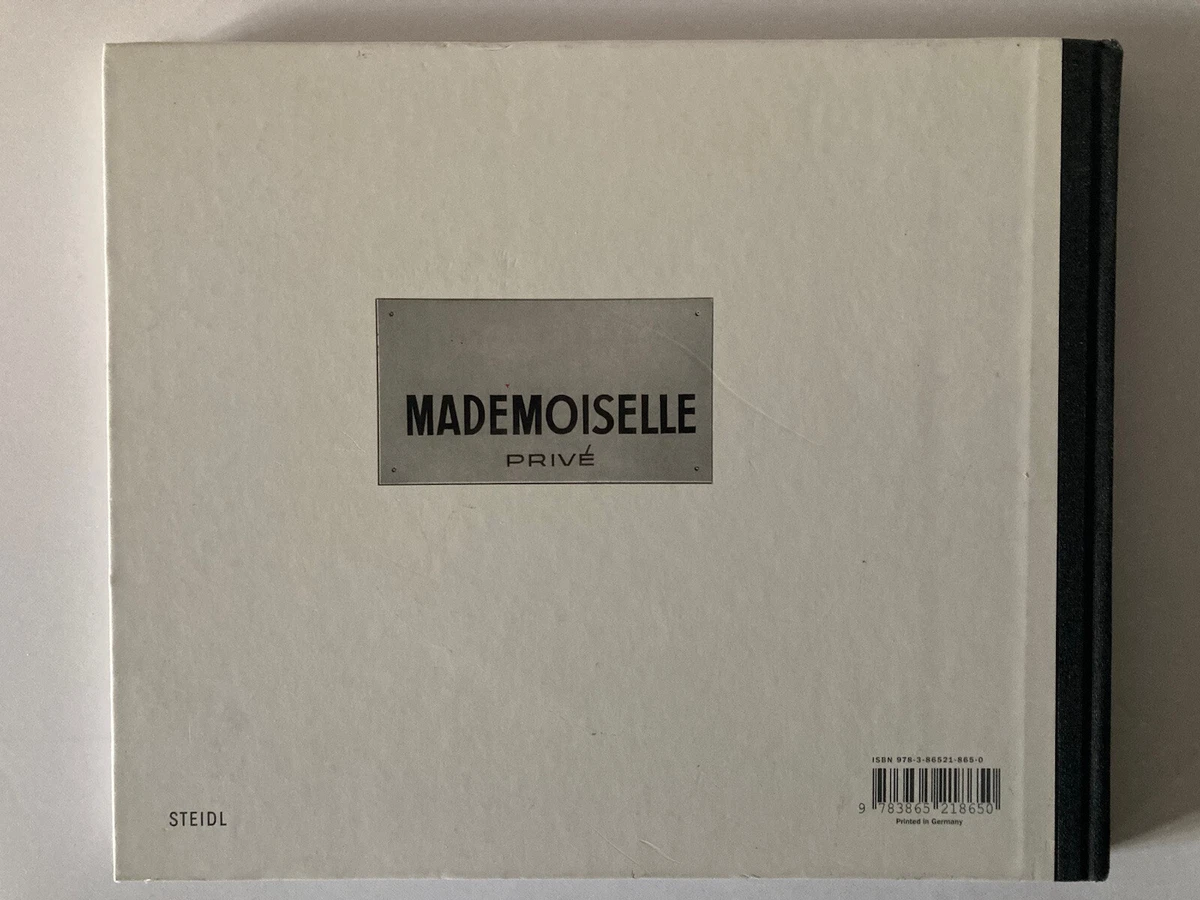 MADEMOISELLE
PRIVÉ
STEIDL
ISBN 978-3-86521-865-0
9 783865 218650
Printed in Germany